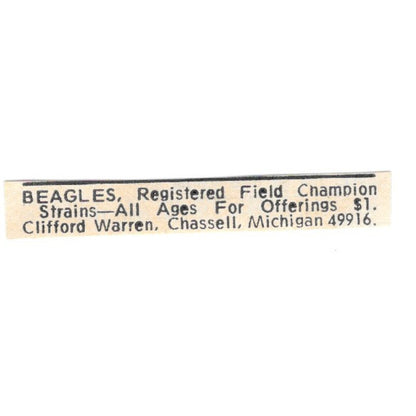 BEAGLES, Registered Field Champion
Strains—All Ages For Offerings $1.
Clifford Warren, Chassell, Michigan 49916.